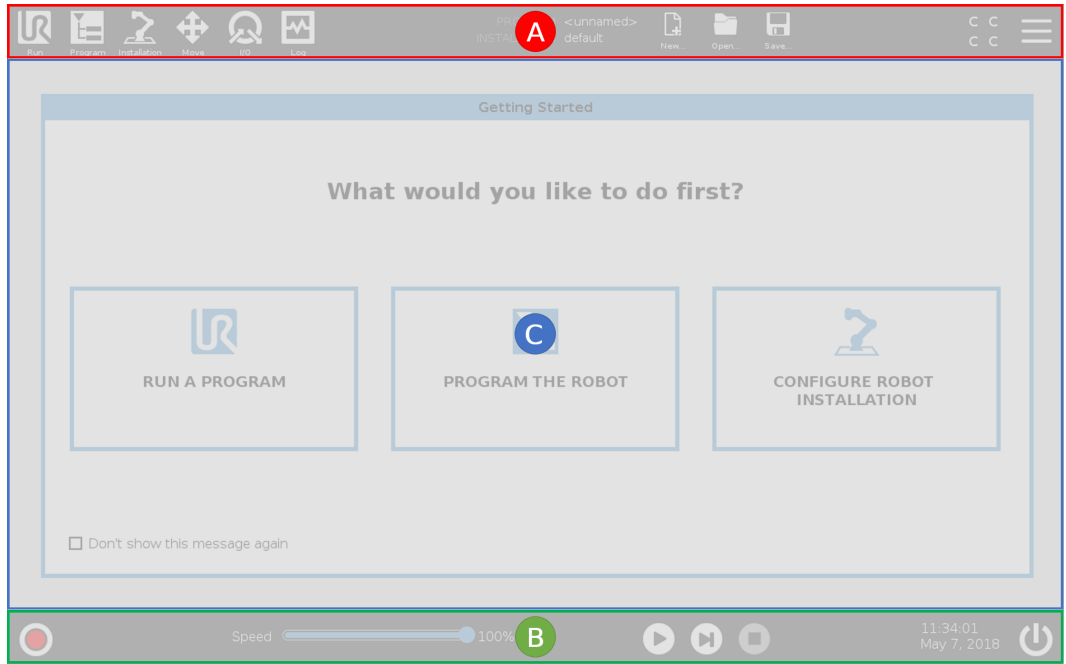 Run Program Installation Move I/O Log
PRO A <unnamed> New... Open... Save...
INSTAL default
C C
C C
Getting Started
What would you like to do first?
RUN A PROGRAM
C
PROGRAM THE ROBOT
CONFIGURE ROBOT
INSTALLATION
Don't show this message again
Speed 100% B
11:34:01
May 7, 2018